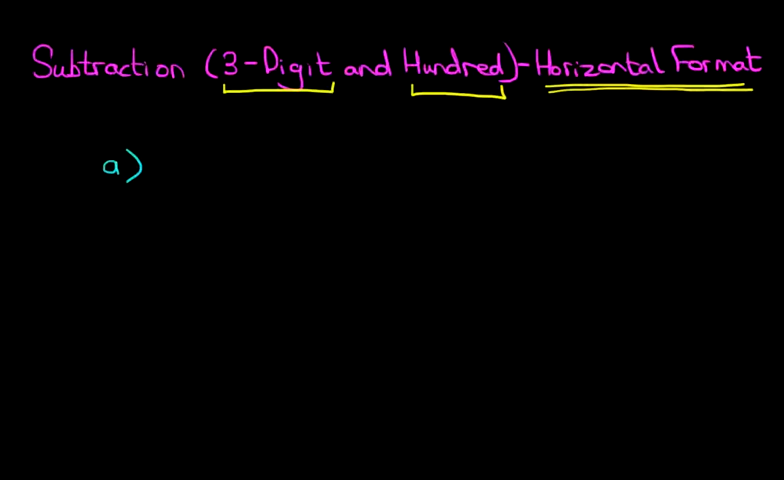 Subtraction (3-Digit and Hundred)-Horizontal Format
a)